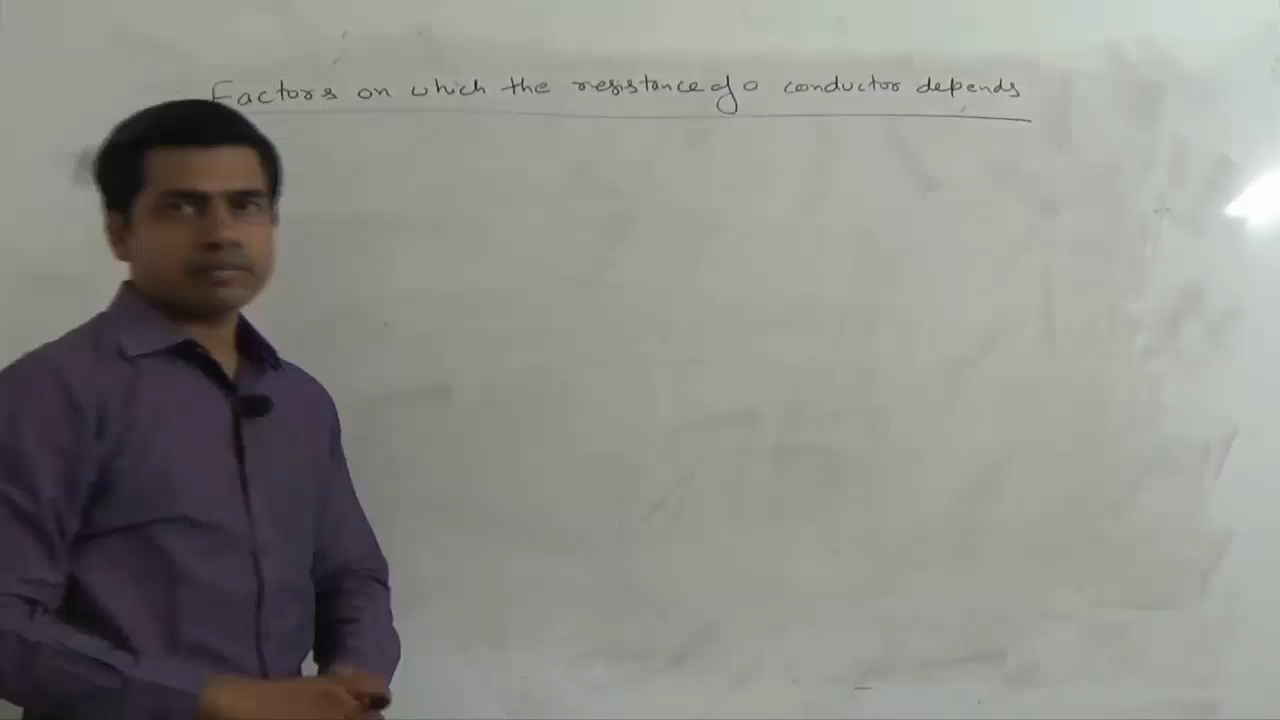 Factors on which the resistance of a conductor depends